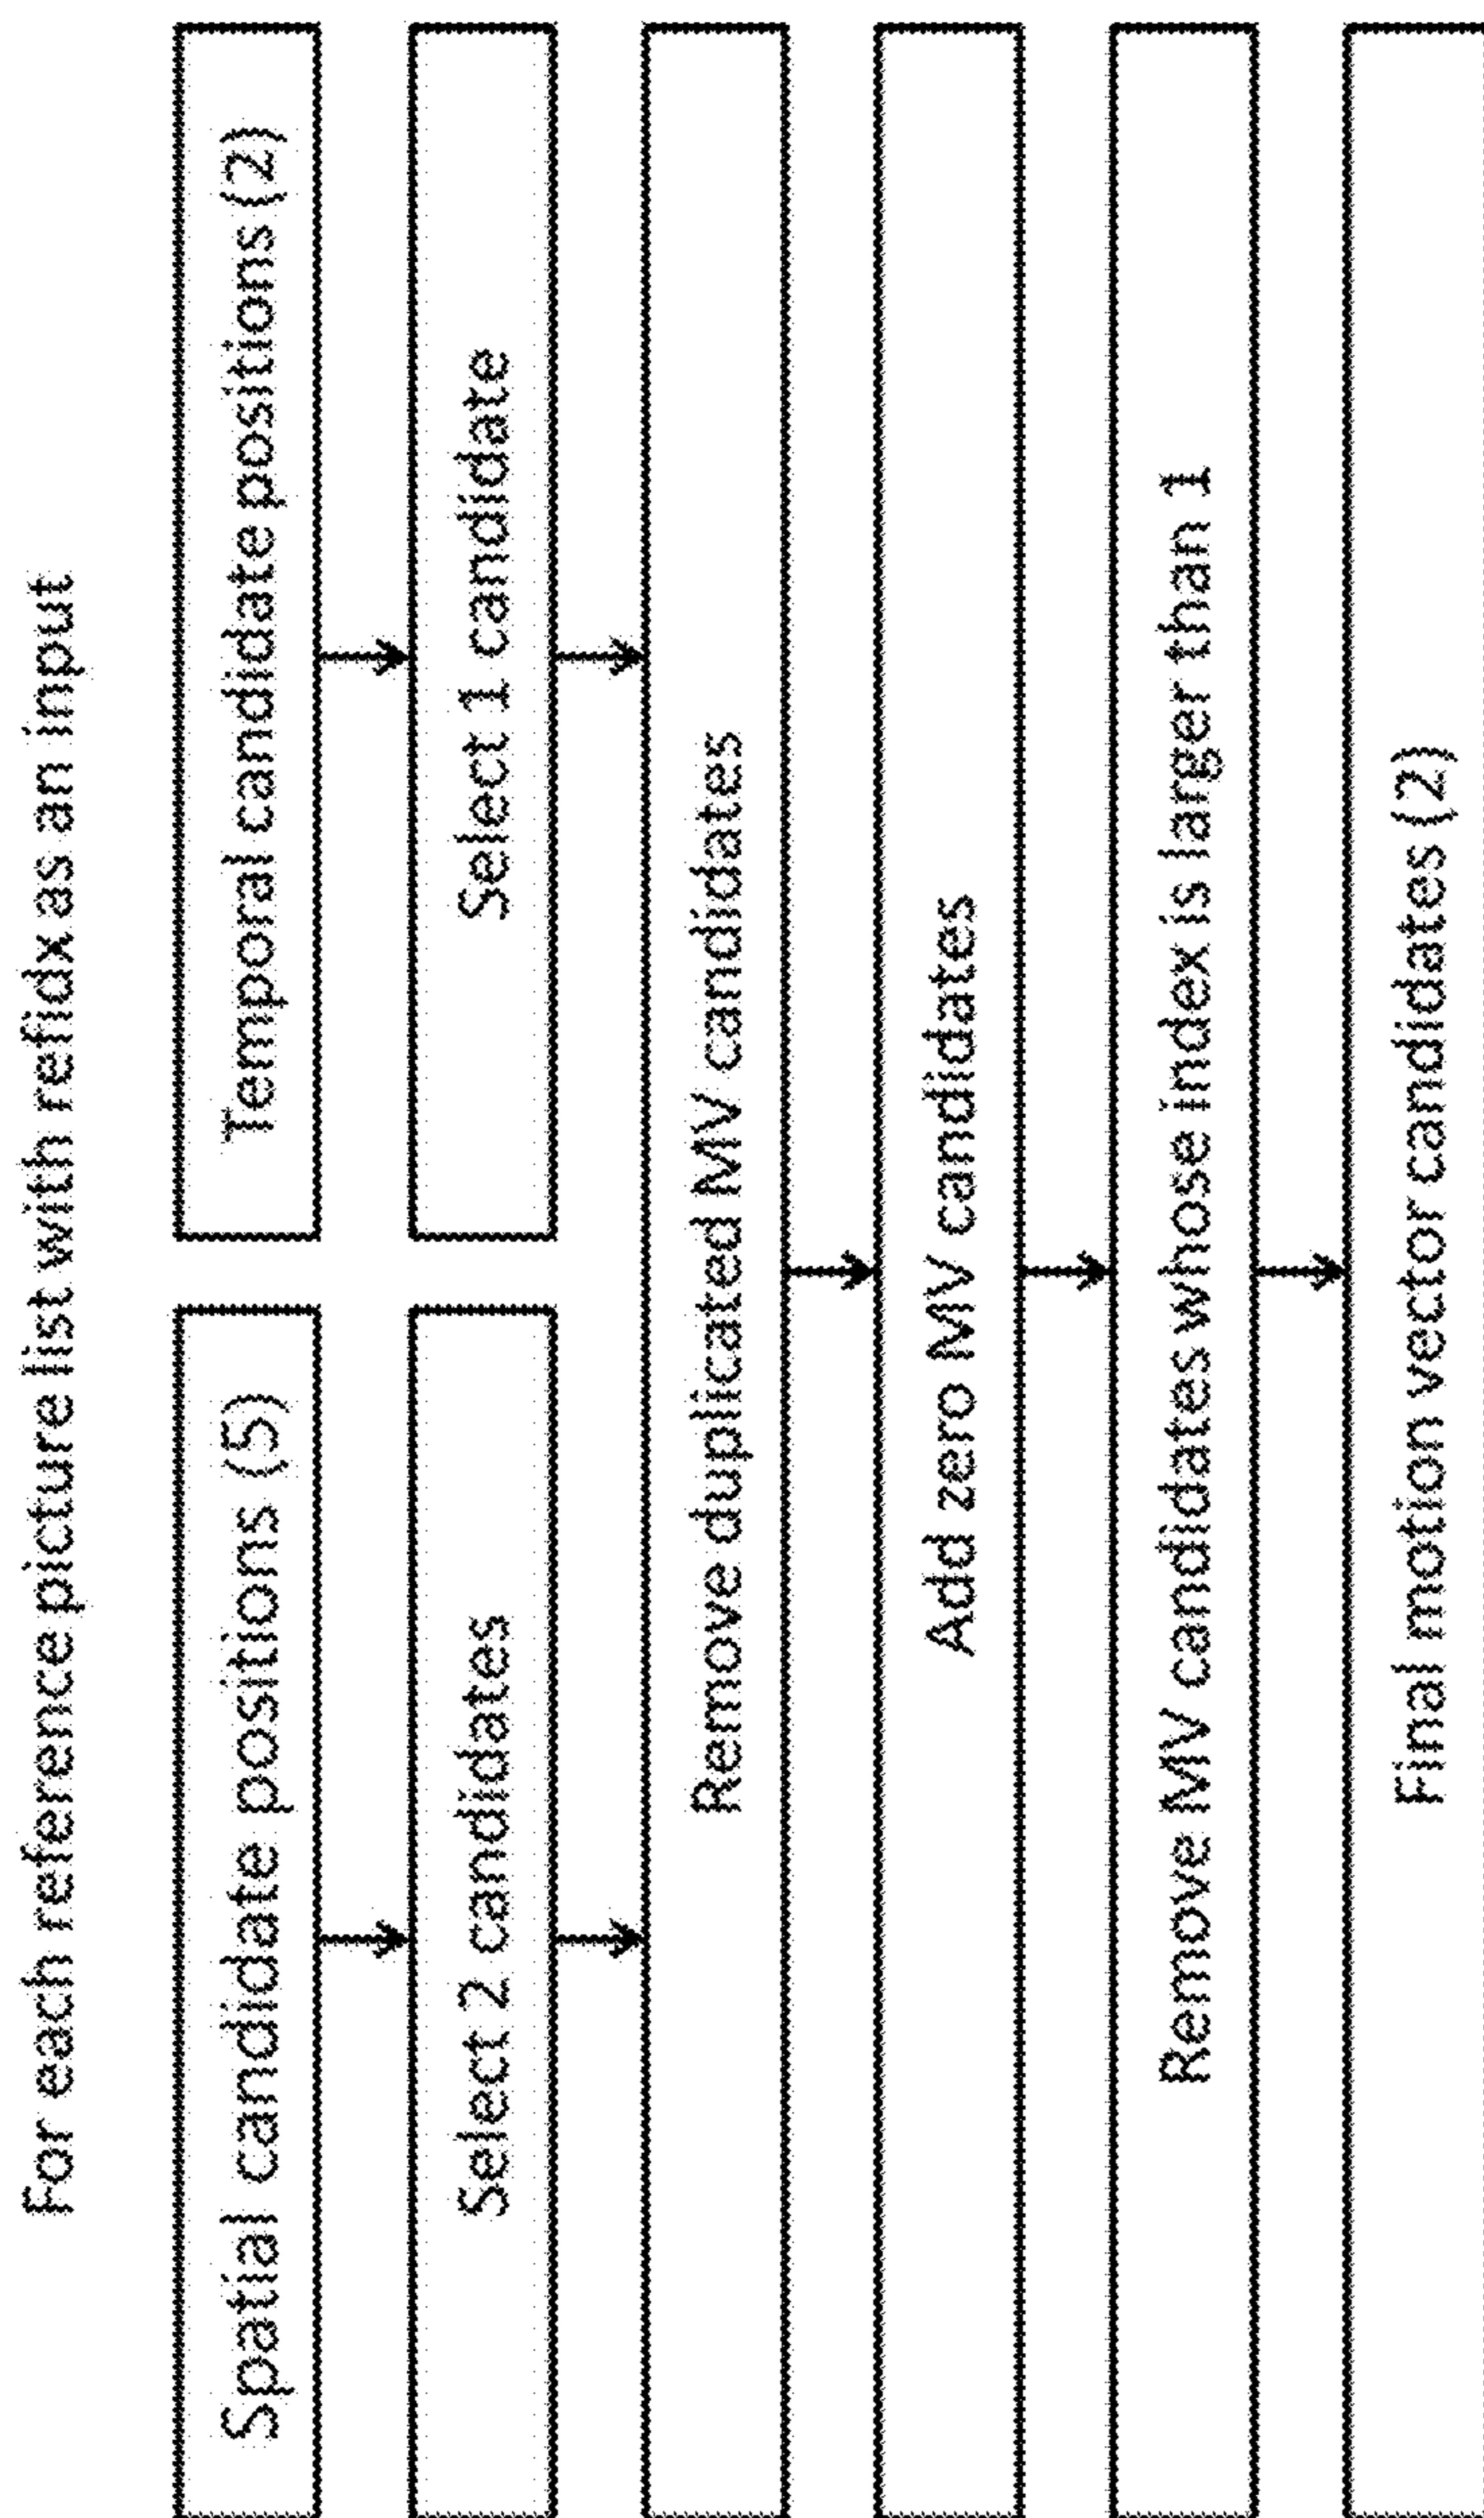 For each reference picture list with refidx as an input
Spatial candidate positions (5)
Temporal candidate positions (2)
Select 2 candidates
Select 1 candidate
Remove duplicated MV candidates
Add zero MV candidates
Remove MV candidates whose index is larger than 1
Final motion vector candidates (2)